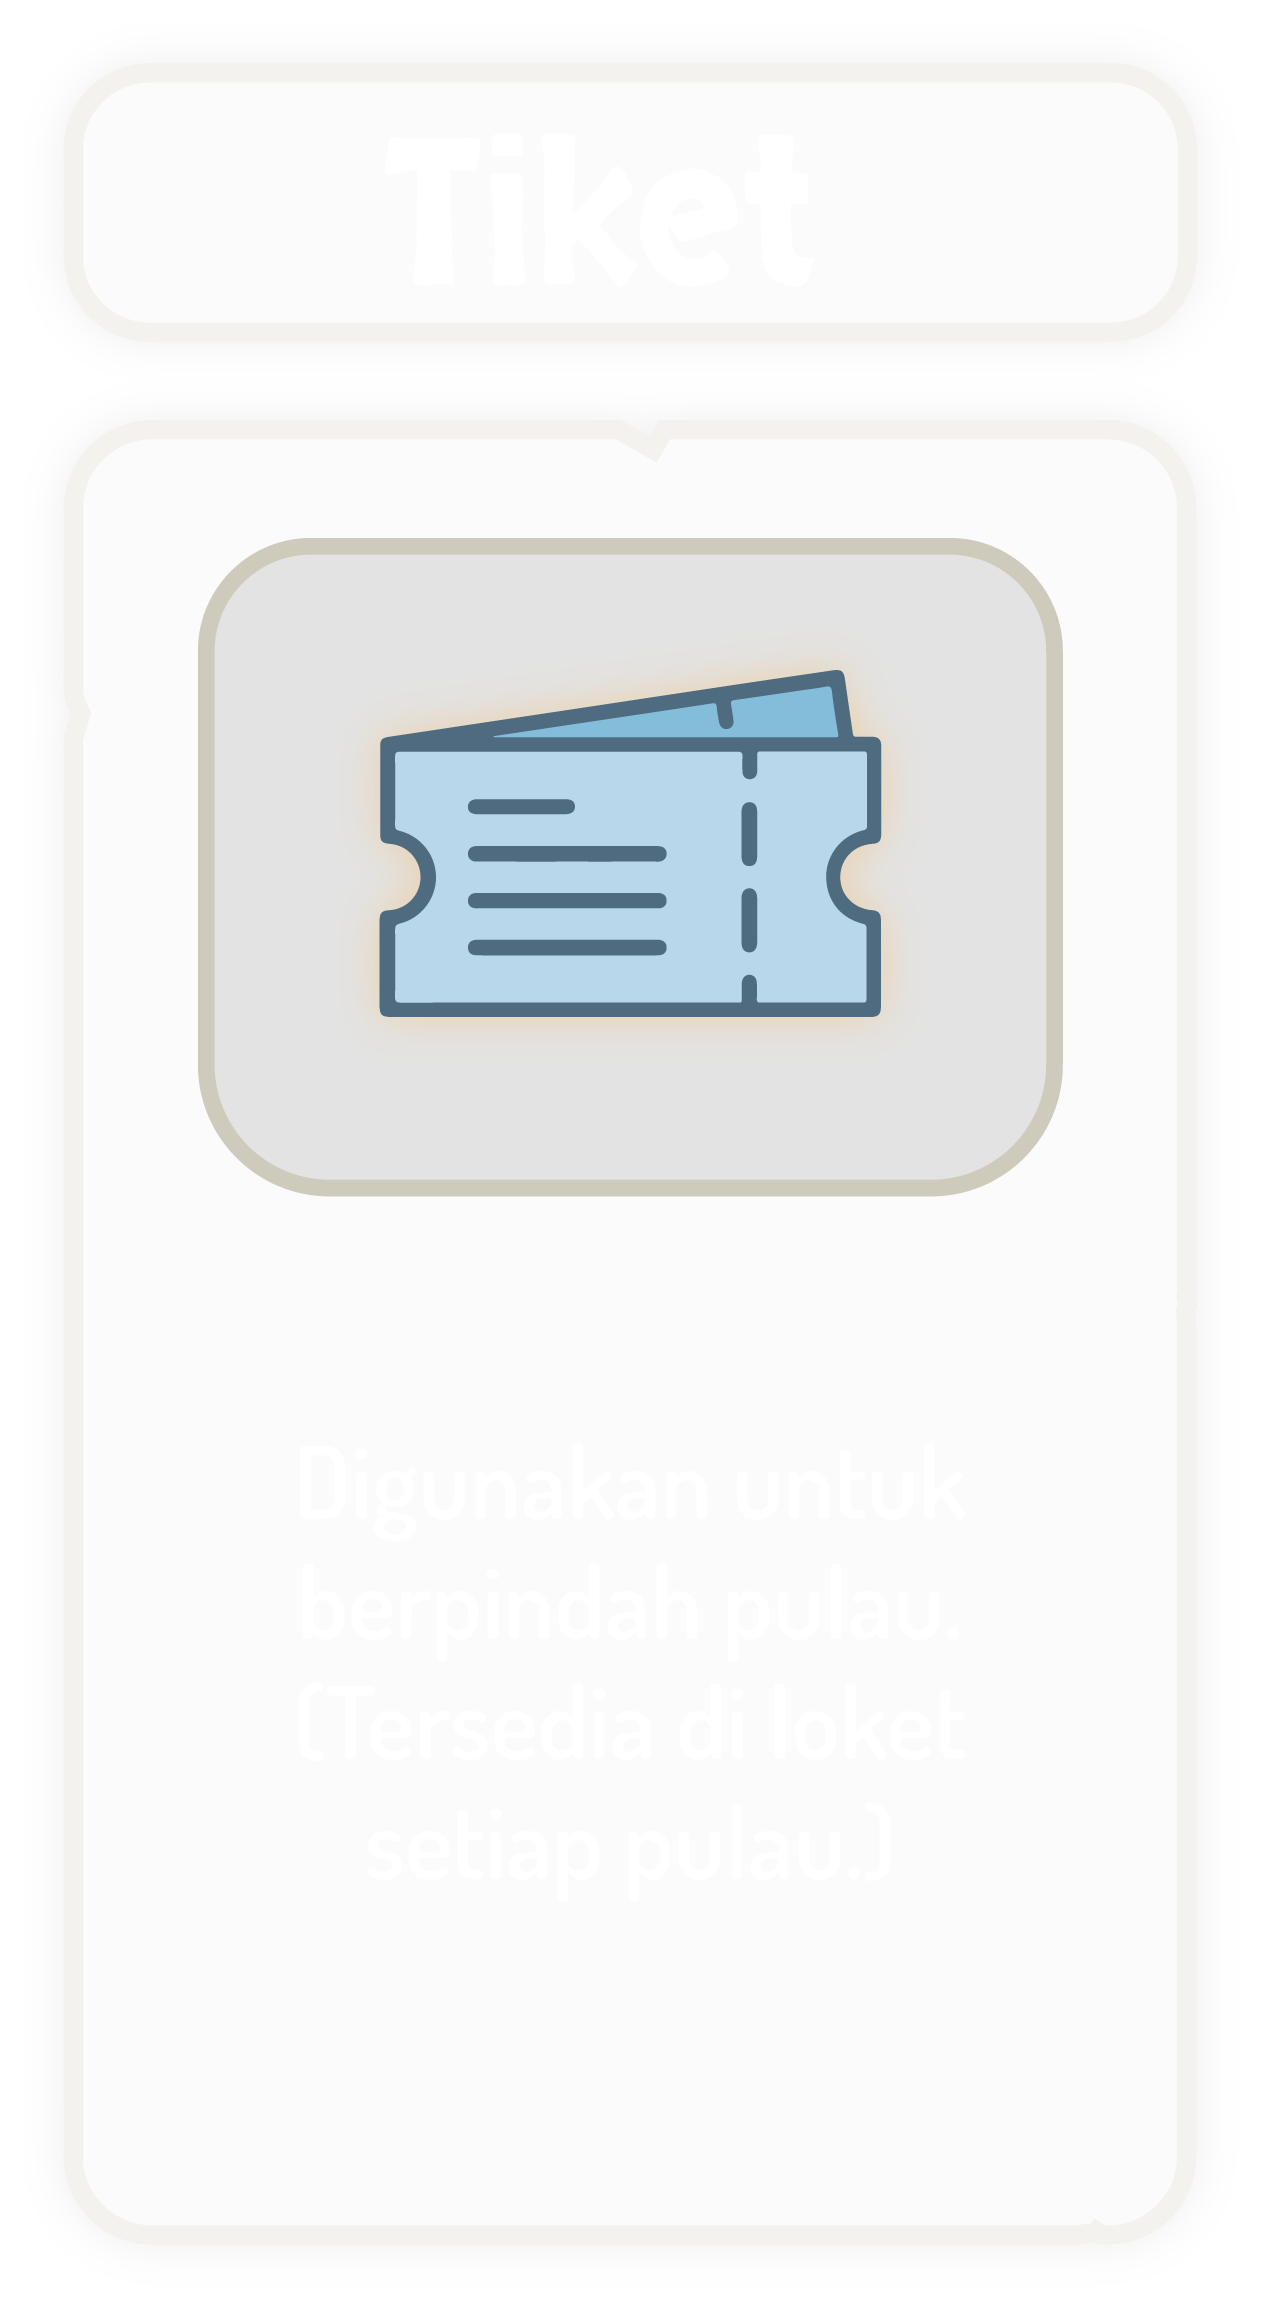 Tiket
Digunakan untuk
berpindah pulau.
(Tersedia di loket
setiap pulau.)